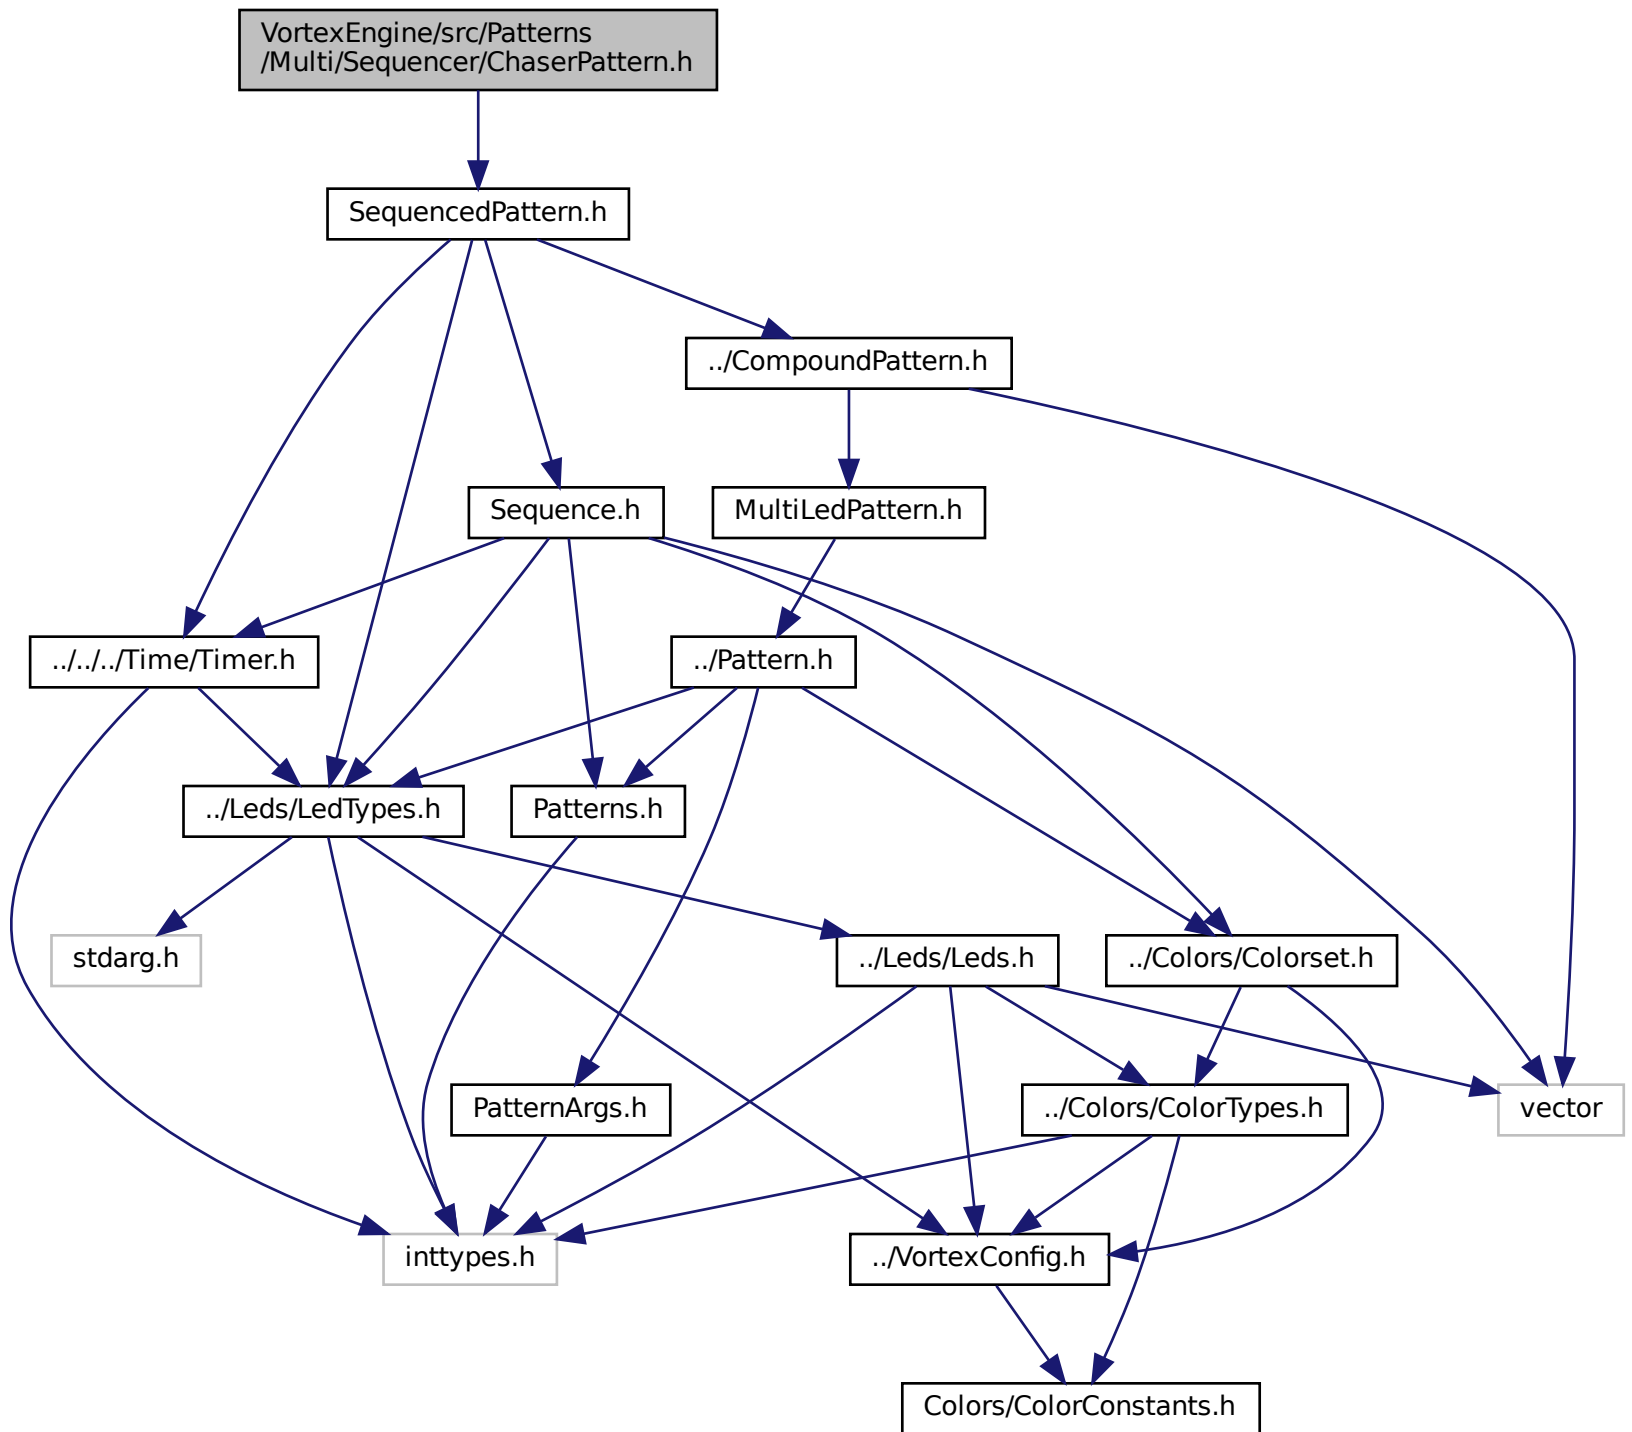 VortexEngine/src/Patterns
/Multi/Sequencer/ChaserPattern.h
SequencedPattern.h
../CompoundPattern.h
Sequence.h
MultiLedPattern.h
../../../Time/Timer.h
../Pattern.h
../Leds/LedTypes.h
Patterns.h
stdarg.h
../Leds/Leds.h
../Colors/Colorset.h
PatternArgs.h
../Colors/ColorTypes.h
vector
inttypes.h
../VortexConfig.h
Colors/ColorConstants.h